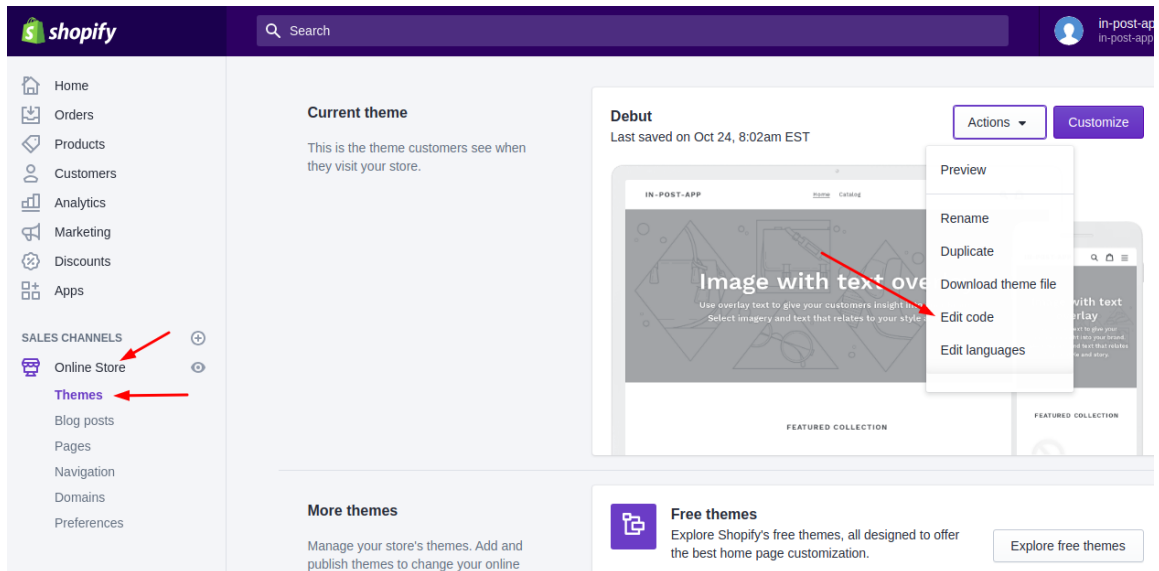 shopify
Search
in-post-ap
in-post-app
Home
Orders
Products
Customers
Analytics
Marketing
Discounts
Apps
SALES CHANNELS
Online Store
Themes
Blog posts
Pages
Navigation
Domains
Preferences
Current theme
This is the theme customers see when
they visit your store.
Debut
Last saved on Oct 24, 8:02am EST
Actions
Customize
Preview
Rename
Duplicate
Download theme file
Edit code
Edit languages
IN-POST-APP
Home Catalog
Image with text ove
Use overlay text to give your customers insight in
Select imagery and text that relates to your style
FEATURED COLLECTION
with text
erlay
and text that relates
FEATURED COLLECTION
More themes
Manage your store's themes. Add and
publish themes to change your online
Free themes
Explore Shopify's free themes, all designed to offer
the best home page customization.
Explore free themes